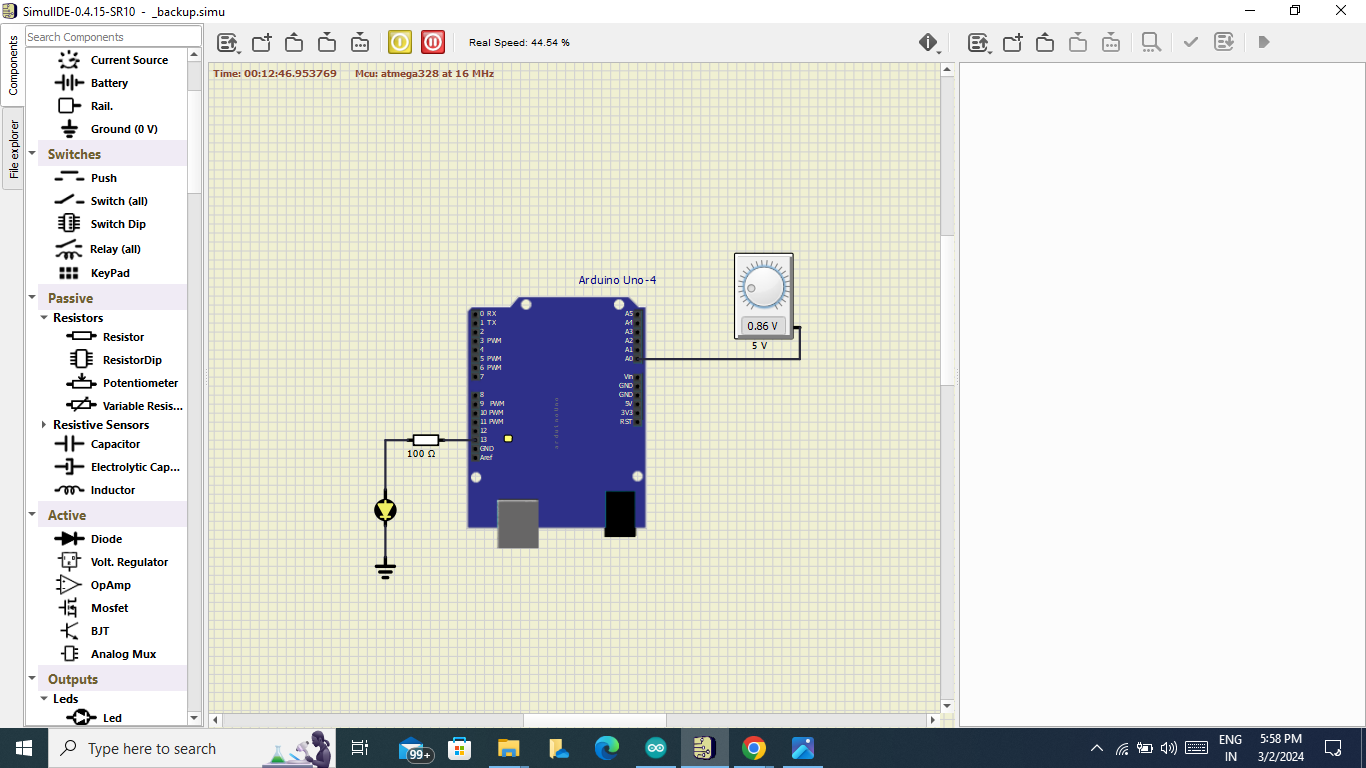 SimulIDE-0.4.15-SR10 - _backup.simu
Components
File explorer
Search Components
Current Source
Battery
Rail.
Ground (0 V)
Switches
Push
Switch (all)
Switch Dip
Relay (all)
KeyPad
Passive
Resistors
Resistor
ResistorDip
Potentiometer
Variable Resis...
Resistive Sensors
Capacitor
Electrolytic Cap...
Inductor
Active
Diode
Volt. Regulator
OpAmp
Mosfet
BJT
Analog Mux
Outputs
Leds
Led
Real Speed: 44.54 %
Time: 00:12:46.953769 Mcu: atmega328 at 16 MHz
Arduino Uno-4
0 RX
1 TX
2
3 PWM
4
5 PWM
6 PWM
7
8
9 PWM
10 PWM
11 PWM
12
13
GND
Aref
A5
A4
A3
A2
A1
A0
Vin
GND
GND
5V
3V3
RST
arduino
0.86 V
5 V
100 Ω
Type here to search
99+
ENG
IN
5:58 PM
3/2/2024